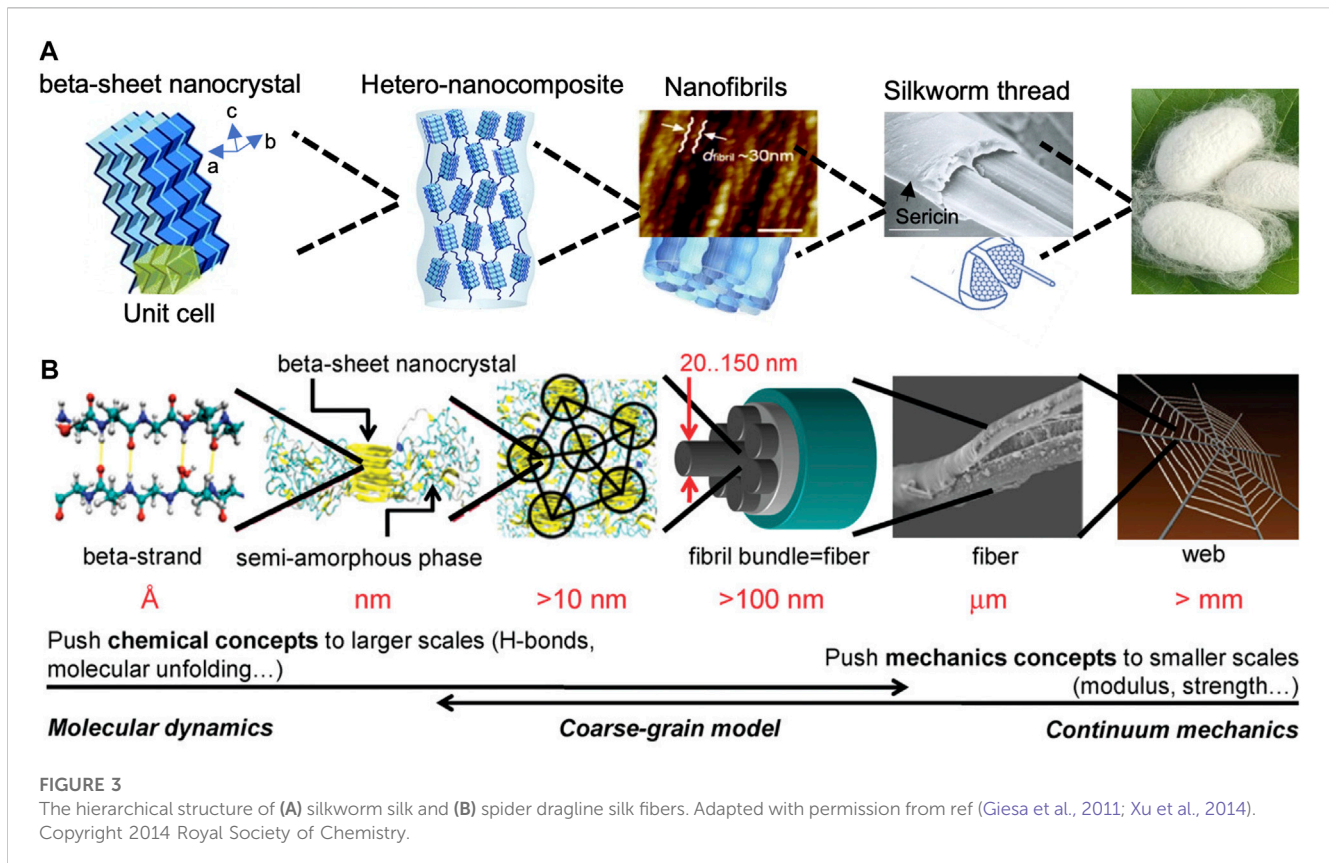 A
beta-sheet nanocrystal
Hetero-nanocomposite
Nanofibrils
Silkworm thread
c
b
a
dfibril ~30nm
Sericin
Unit cell
B
beta-sheet nanocrystal
20..150 nm
beta-strand
semi-amorphous phase
fibril bundle=fiber
fiber
web
Å
nm
>10 nm
>100 nm
μm
> mm
Push chemical concepts to larger scales (H-bonds,
molecular unfolding...)
Push mechanics concepts to smaller scales
(modulus, strength...)
Molecular dynamics
Coarse-grain model
Continuum mechanics
FIGURE 3
The hierarchical structure of (A) silkworm silk and (B) spider dragline silk fibers. Adapted with permission from ref (Giesa et al., 2011; Xu et al., 2014).
Copyright 2014 Royal Society of Chemistry.